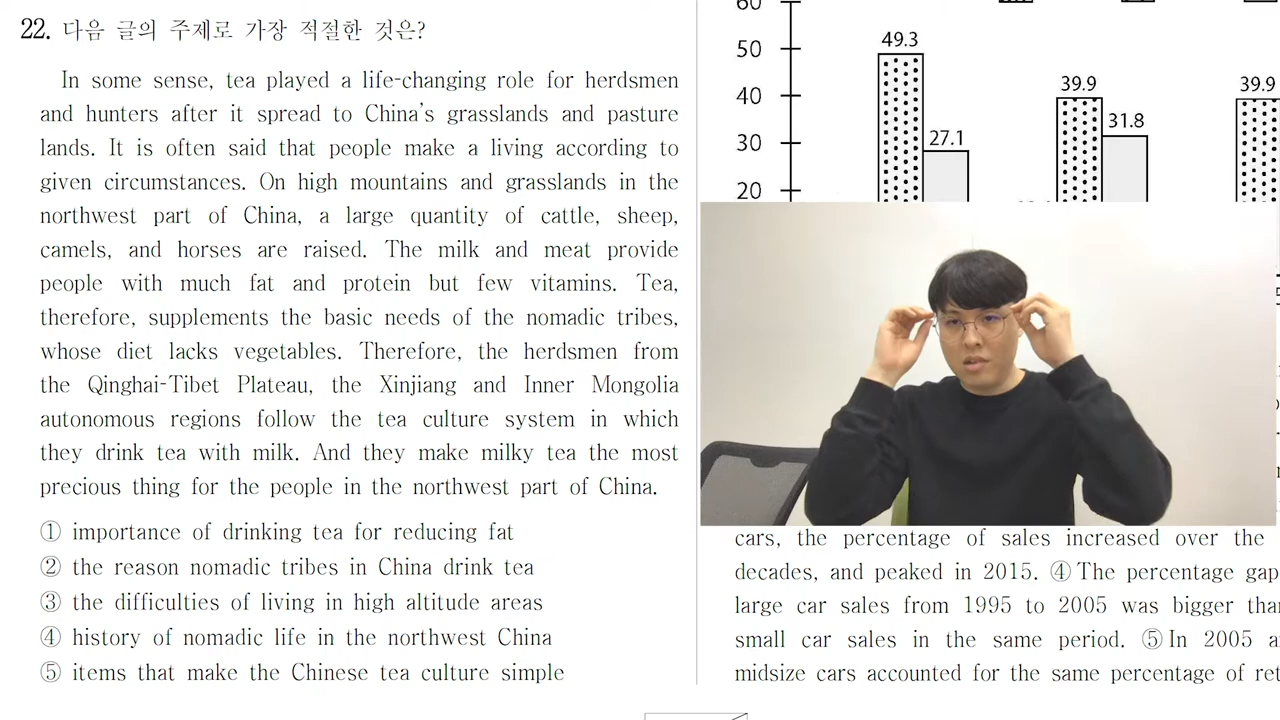 22. 다음 글의 주제로 가장 적절한 것은?
In some sense, tea played a life-changing role for herdsmen
and hunters after it spread to China's grasslands and pasture
lands. It is often said that people make a living according to
given circumstances. On high mountains and grasslands in the
northwest part of China, a large quantity of cattle, sheep,
camels, and horses are raised. The milk and meat provide
people with much fat and protein but few vitamins. Tea,
therefore, supplements the basic needs of the nomadic tribes,
whose diet lacks vegetables. Therefore, the herdsmen from
the Qinghai-Tibet Plateau, the Xinjiang and Inner Mongolia
autonomous regions follow the tea culture system in which
they drink tea with milk. And they make milky tea the most
precious thing for the people in the northwest part of China.
① importance of drinking tea for reducing fat
② the reason nomadic tribes in China drink tea
③ the difficulties of living in high altitude areas
④ history of nomadic life in the northwest China
⑤ items that make the Chinese tea culture simple
60
50
40
30
20
49.3
27.1
39.9
31.8
39.9
cars, the percentage of sales increased over the
decades, and peaked in 2015. ④ The percentage gap
large car sales from 1995 to 2005 was bigger
small car sales in the same period. ⑤ In 2005
midsize cars accounted for the same percentage of